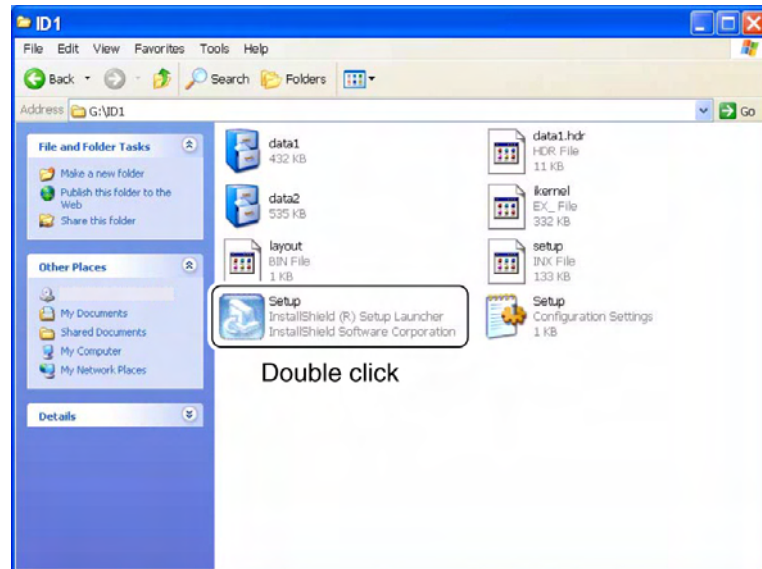 ID1
File Edit View Favorites Tools Help
Back Search Folders
Address G:\ID1 Go
File and Folder Tasks
Make a new folder
Publish this folder to the
Web
Share this folder
Other Places
My Documents
Shared Documents
My Computer
My Network Places
Details
data1
432 KB
data1.hdr
HDR File
11 KB
data2
535 KB
ikernel
EX_ File
332 KB
layout
BIN File
1 KB
setup
INX File
133 KB
Setup
InstallShield (R) Setup Launcher
InstallShield Software Corporation
Setup
Configuration Settings
1 KB
Double click